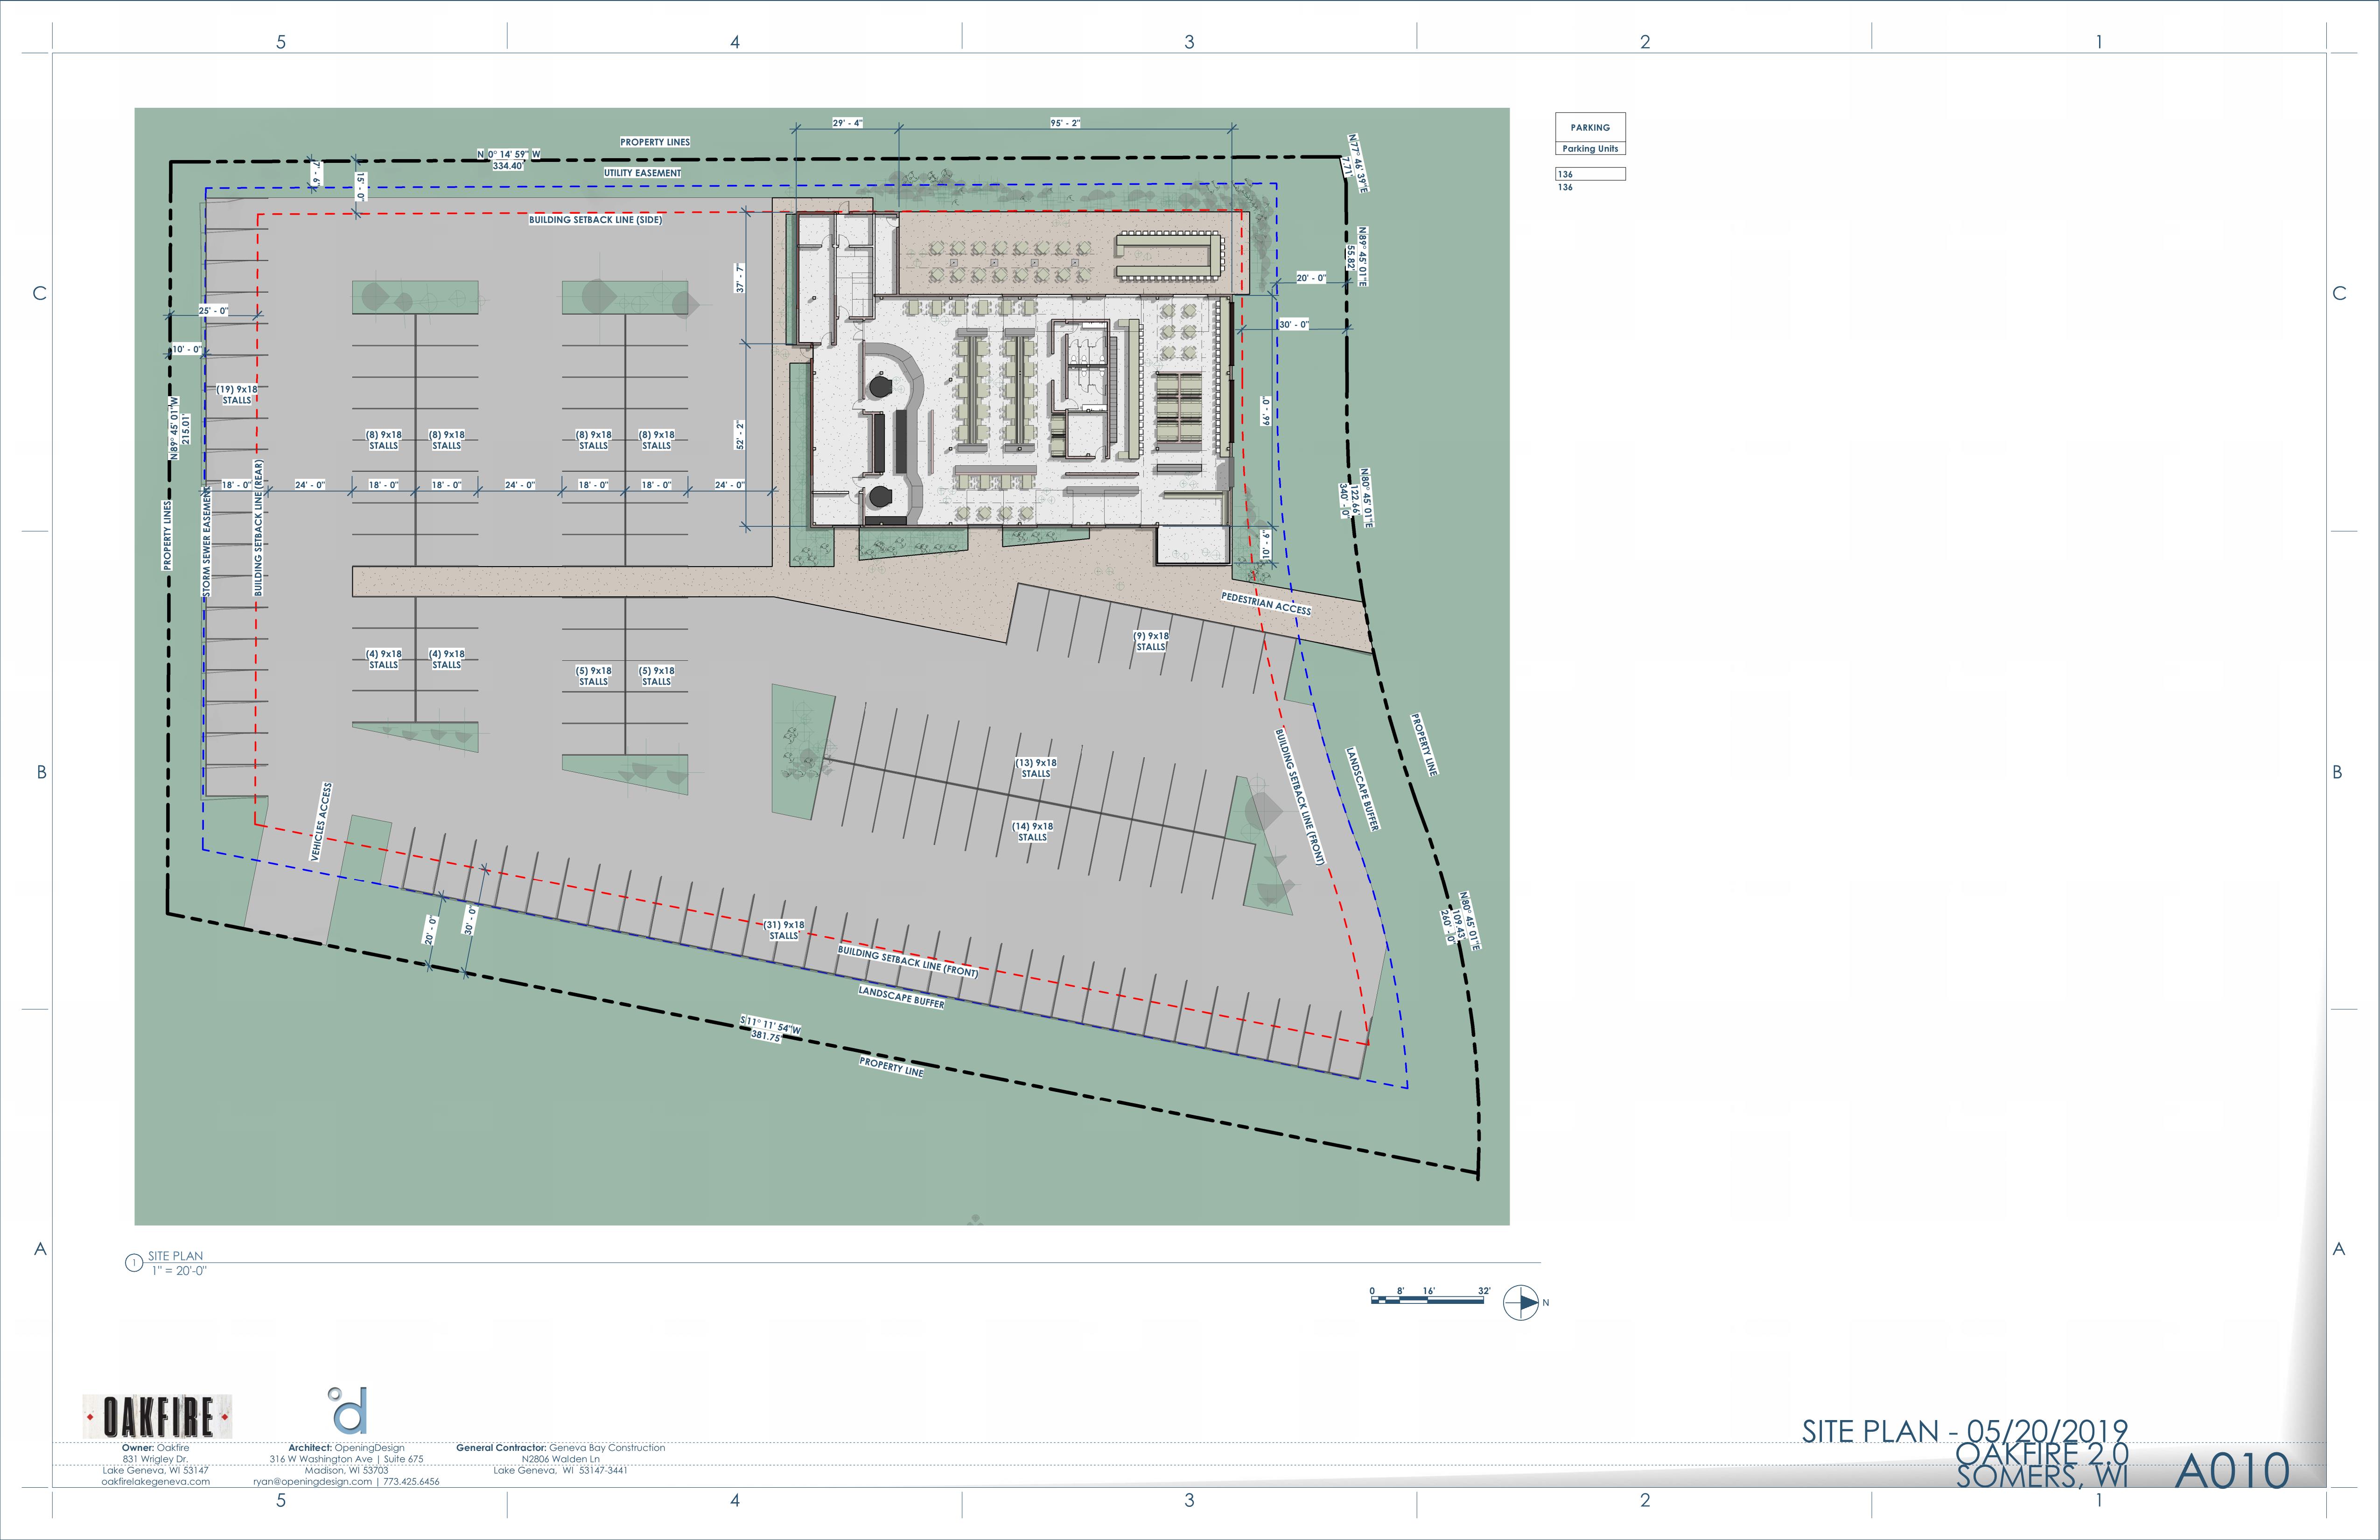 5 4 3 2 1
C
B
A
C
B
A
29' - 4"
95' - 2"
PROPERTY LINES
N 0° 14' 59" W
334.40'
UTILITY EASEMENT
7' - 6"
15' - 0"
BUILDING SETBACK LINE (SIDE)
N77° 46' 39"E
7.71'
N89° 45' 01"E
55.82'
20' - 0"
30' - 0"
37' - 7"
52' - 2"
66' - 0"
10' - 9"
25' - 0"
10' - 0"
(19) 9x18
STALLS
N89° 45' 01"W
215.01'
(8) 9x18
STALLS
(8) 9x18
STALLS
(8) 9x18
STALLS
(8) 9x18
STALLS
18' - 0"
24' - 0"
18' - 0"
18' - 0"
24' - 0"
18' - 0"
18' - 0"
24' - 0"
PROPERTY LINES
STORM SEWER EASEMENT
BUILDING SETBACK LINE (REAR)
N80° 45' 01"E
122.66'
340' - 0"
PEDESTRIAN ACCESS
(9) 9x18
STALLS
(4) 9x18
STALLS
(4) 9x18
STALLS
(5) 9x18
STALLS
(5) 9x18
STALLS
PROPERTY LINE
LANDSCAPE BUFFER
BUILDING SETBACK LINE (FRONT)
(13) 9x18
STALLS
(14) 9x18
STALLS
VEHICLES ACCESS
20' - 0"
30' - 0"
(31) 9x18
STALLS
BUILDING SETBACK LINE (FRONT)
LANDSCAPE BUFFER
N80° 45' 01"E
109.43'
260' - 0"
S11° 11' 54"W
381.75'
PROPERTY LINE
PARKING
Parking Units
136
136
1
SITE PLAN
1" = 20'-0"
0 8' 16' 32'
N
OAKFIRE
d
Owner: Oakfire
831 Wrigley Dr.
Lake Geneva, WI 53147
oakfirelakegeneva.com
Architect: OpeningDesign
316 W Washington Ave | Suite 675
Madison, WI 53703
ryan@openingdesign.com | 773.425.6456
General Contractor: Geneva Bay Construction
N2806 Walden Ln
Lake Geneva, WI 53147-3441
SITE PLAN - 05/20/2019
OAKFIRE 2.0
SOMERS, WI
A010
5 4 3 2 1